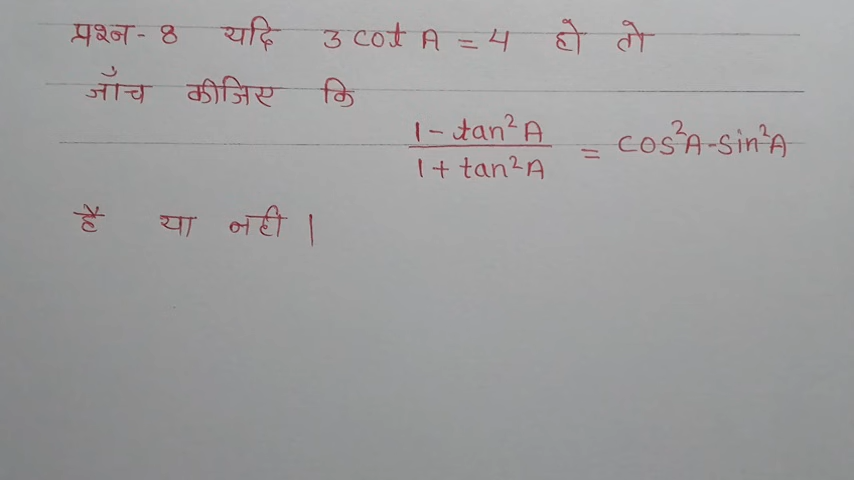 प्रश्न-8 यदि 3 cot A = 4 हो तो
जाँच कीजिए कि
1 - tan²A / 1 + tan²A = cos²A - sin²A
है या नही |